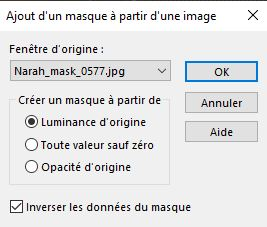 Ajout d'un masque à partir d'une image
Fenêtre d'origine :
Narah_mask_0577.jpg
OK
Créer un masque à partir de
Annuler
Luminance d'origine
Aide
Toute valeur sauf zéro
Opacité d'origine
Inverser les données du masque